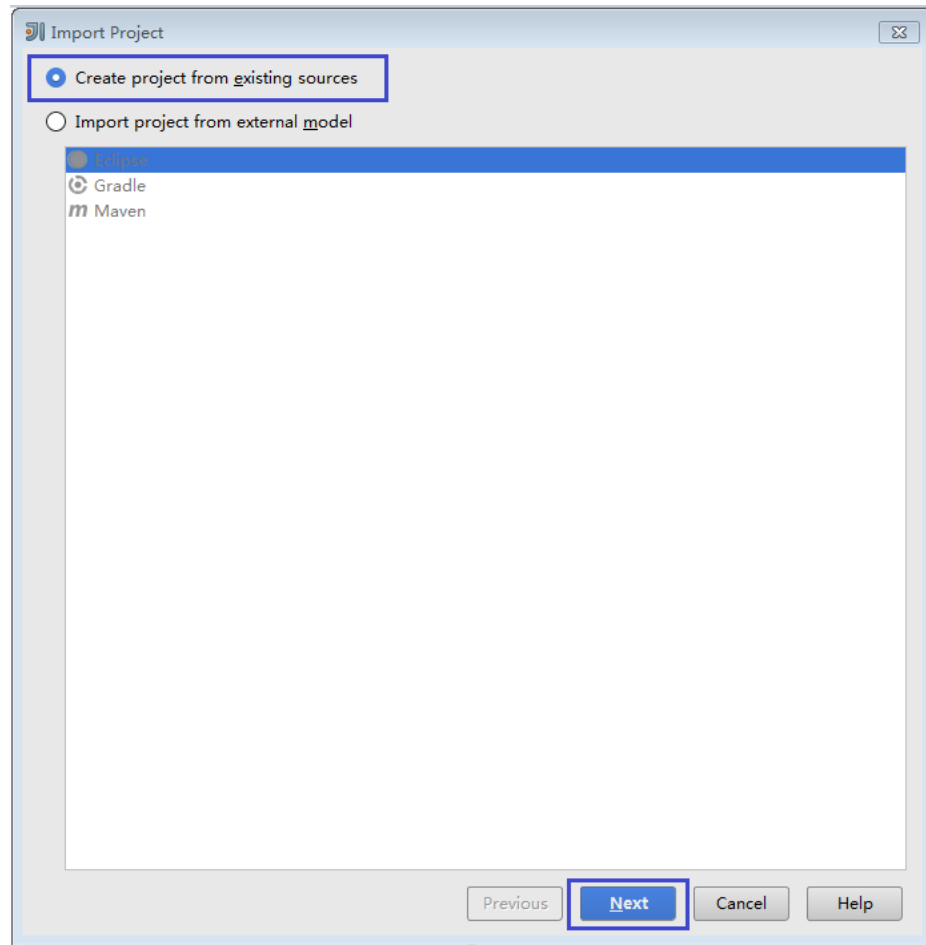 Import Project
Create project from existing sources
Import project from external model
Eclipse
Gradle
Maven
Previous Next Cancel Help